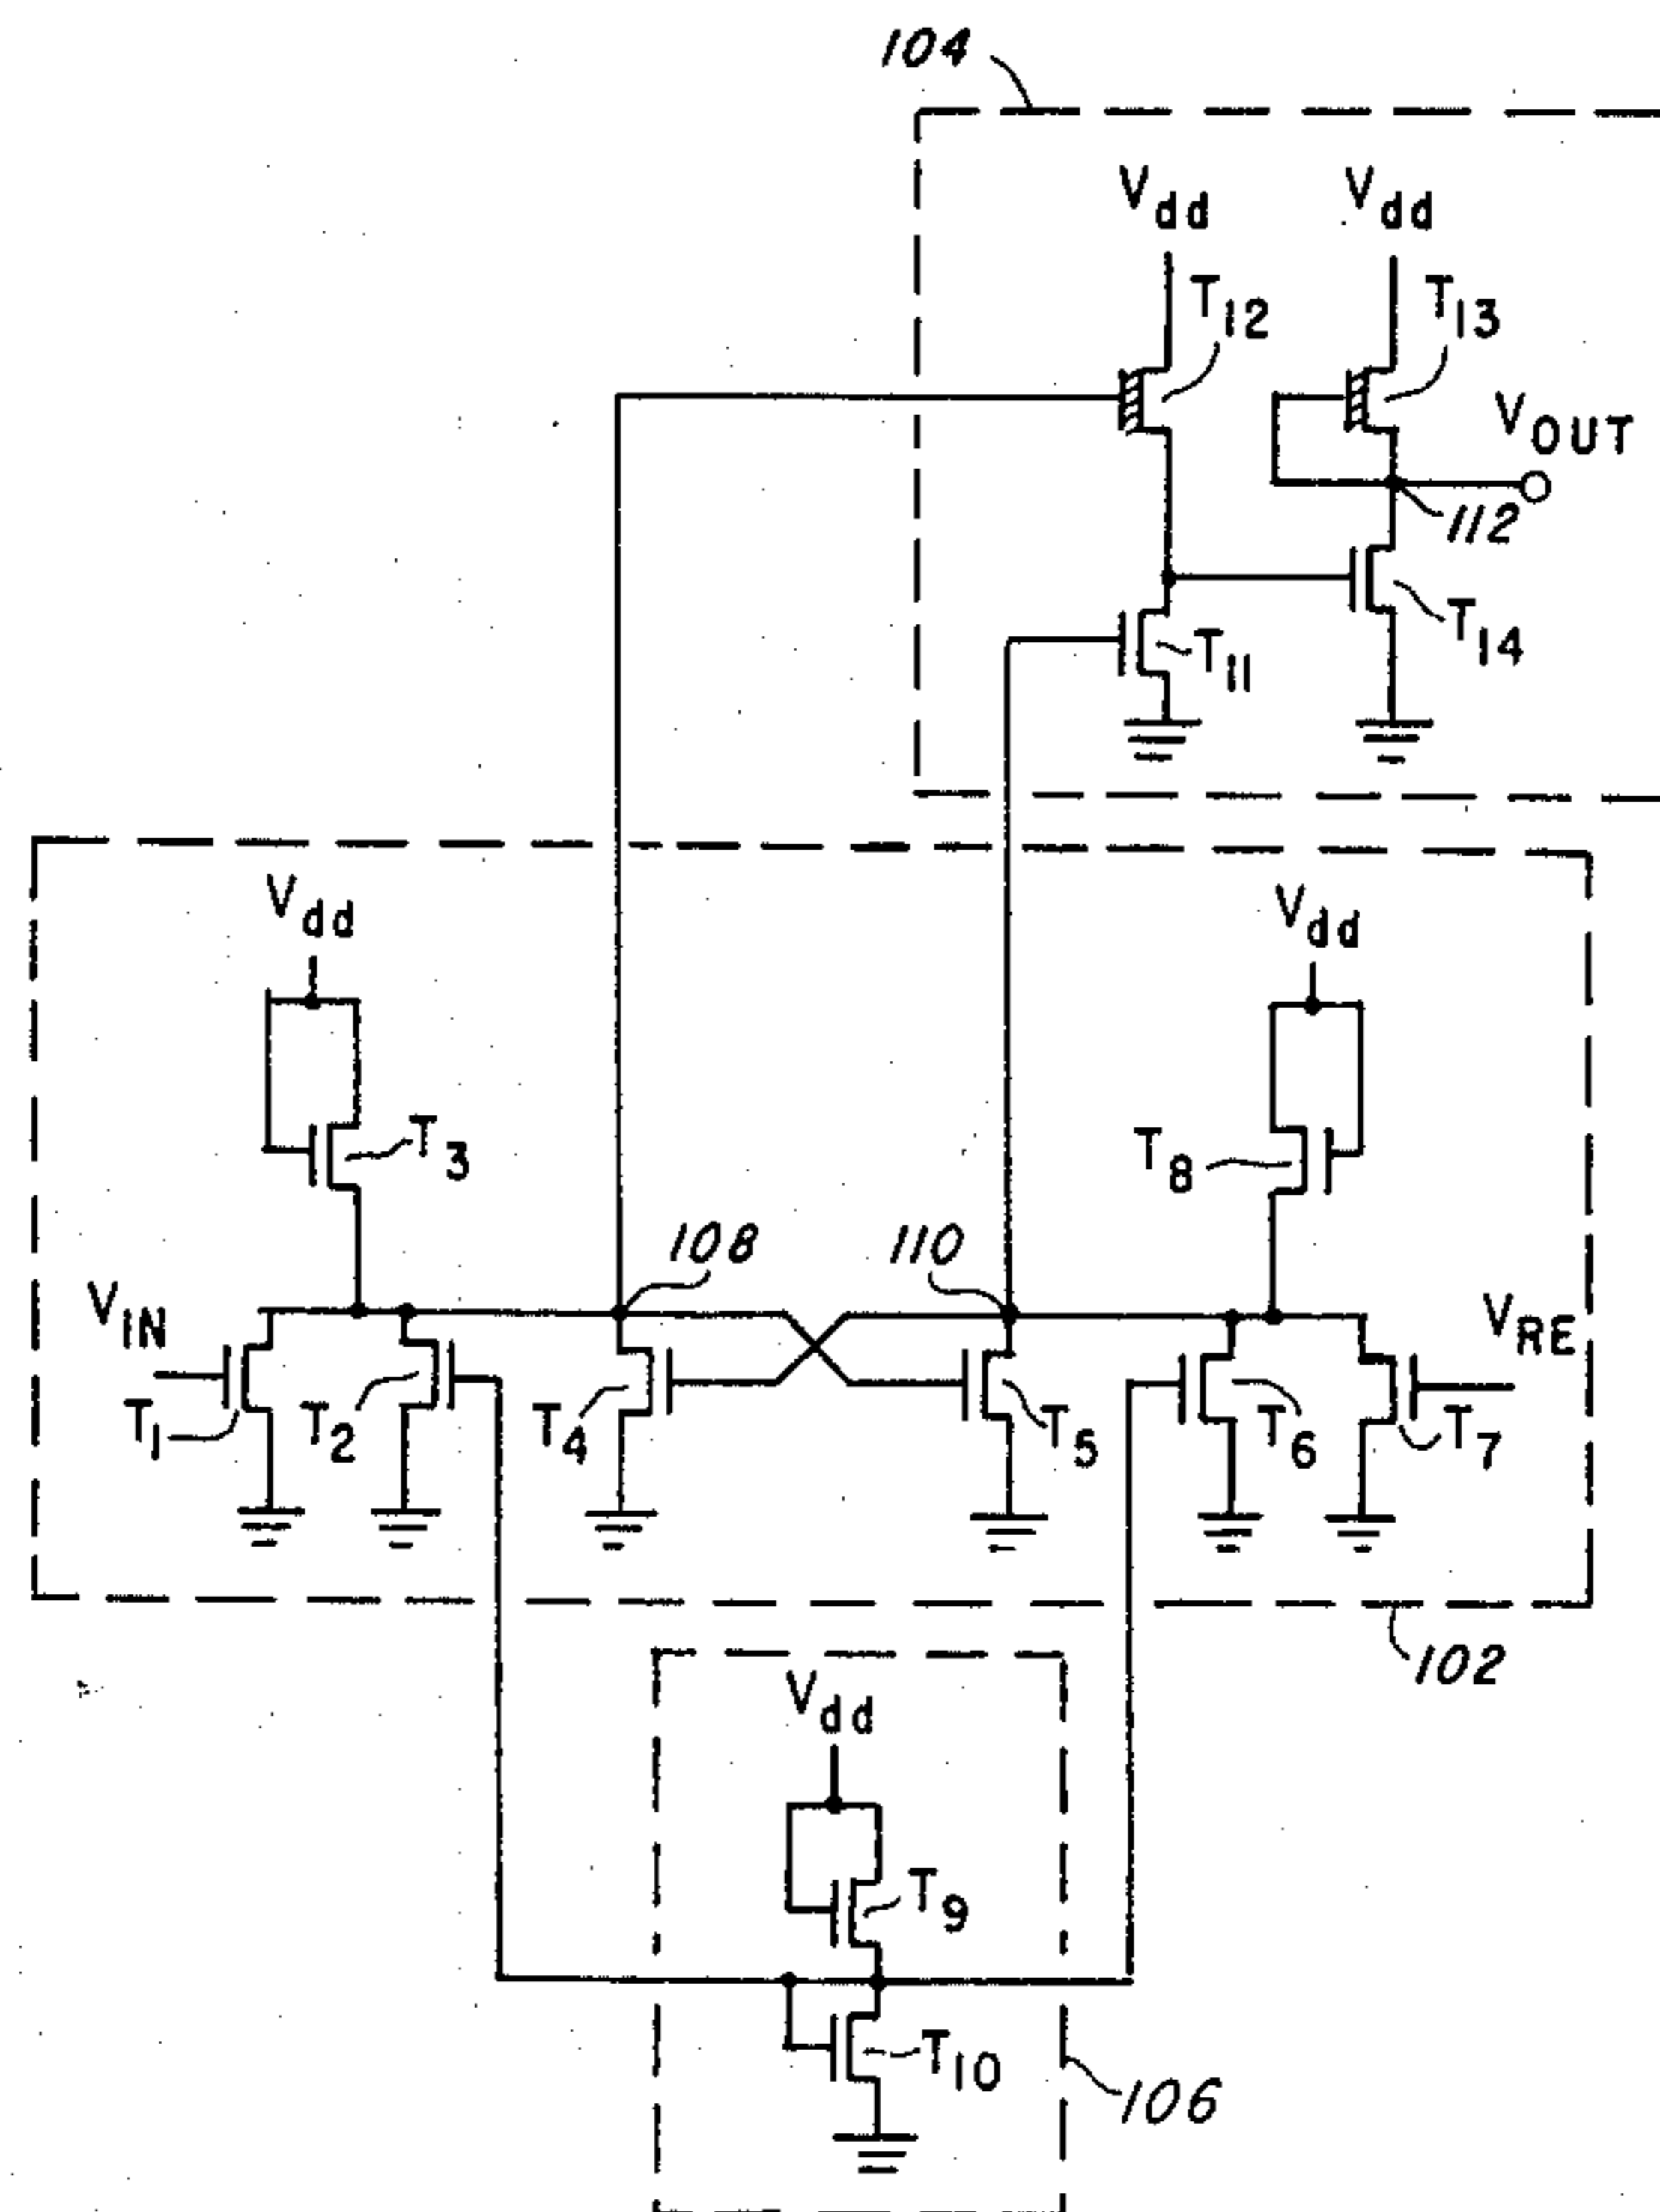 104
Vdd Vdd
T12 T13
VOUT
112
T14
T11
Vdd Vdd
T3 T8
108 110
VIN VRE
T1 T2 T4 T5 T6 T7
102
Vdd
T9
T10
106